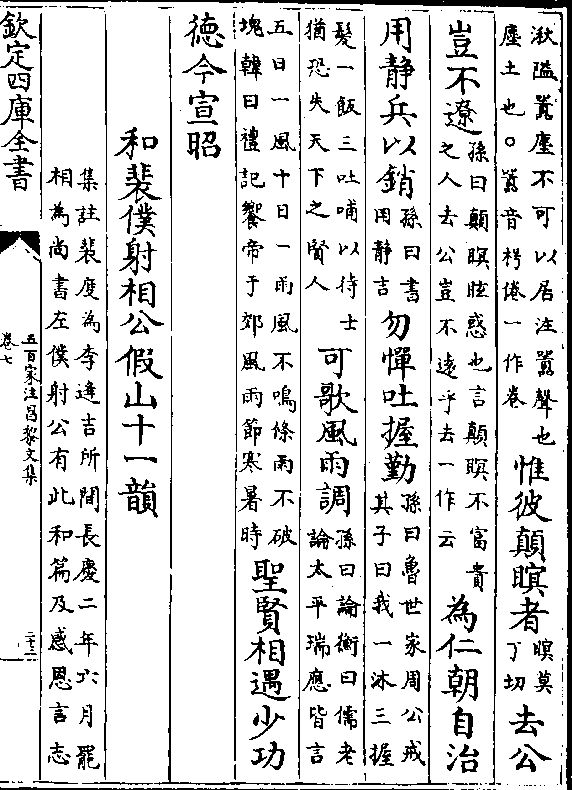 湫隘嚻塵不可以居注嚻聲也塵土也○嚻音枵倦一作卷惟彼顛瞑者瞑莫丁切去公
豈不遼孫曰顛瞑眩惑也言顛瞑不富貴之人去公豈不遠乎去一作云為仁朝自治
用静兵以銷孫曰書用静吉勿憚吐握勤孫曰魯世家周公戒其子曰我一沐三握
髮一飯三吐哺以待士猶恐失天下之賢人可歌風雨調孫曰論衡曰儒老論太平瑞應皆言
五日一風十日一雨風不鳴條雨不破塊韓曰禮記饗帝于郊風雨節寒暑時聖賢相遇少功
德今宣昭
和裴僕射相公假山十一韻
集註裴度為李逢吉所間長慶二年六月罷相為尚書左僕射公有此和篇及感恩言志
欽定四庫全書
五百家注昌黎文集
卷七
二十三